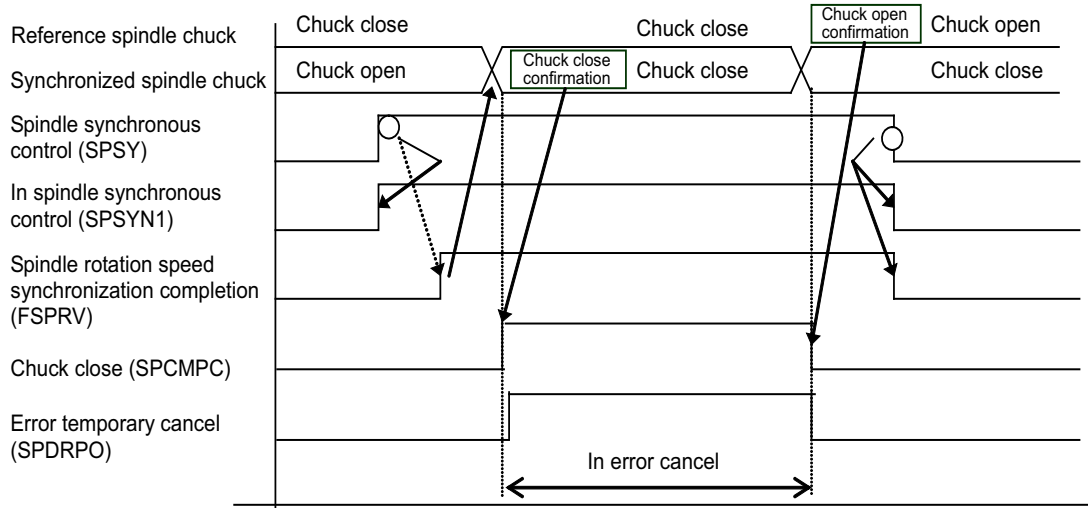 Reference spindle chuck
Chuck close
Chuck close
Chuck open
confirmation
Chuck open
Synchronized spindle chuck
Chuck open
Chuck close
confirmation
Chuck close
Chuck close
Spindle synchronous
control (SPSY)
In spindle synchronous
control (SPSYN1)
Spindle rotation speed
synchronization completion
(FSPRV)
Chuck close (SPCMPC)
Error temporary cancel
(SPDRPO)
In error cancel